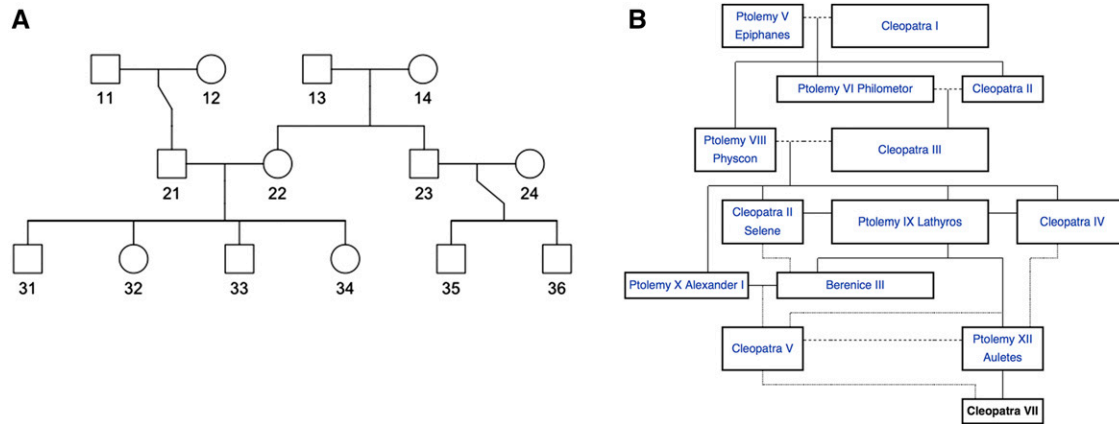 A
11 12 13 14
21 22 23 24
31 32 33 34 35 36
B
Ptolemy V
Epiphanes
Cleopatra I
Ptolemy VI Philometor
Cleopatra II
Ptolemy VIII
Physcon
Cleopatra III
Cleopatra II
Selene
Ptolemy IX Lathyros
Cleopatra IV
Ptolemy X Alexander I
Berenice III
Cleopatra V
Ptolemy XII
Auletes
Cleopatra VII